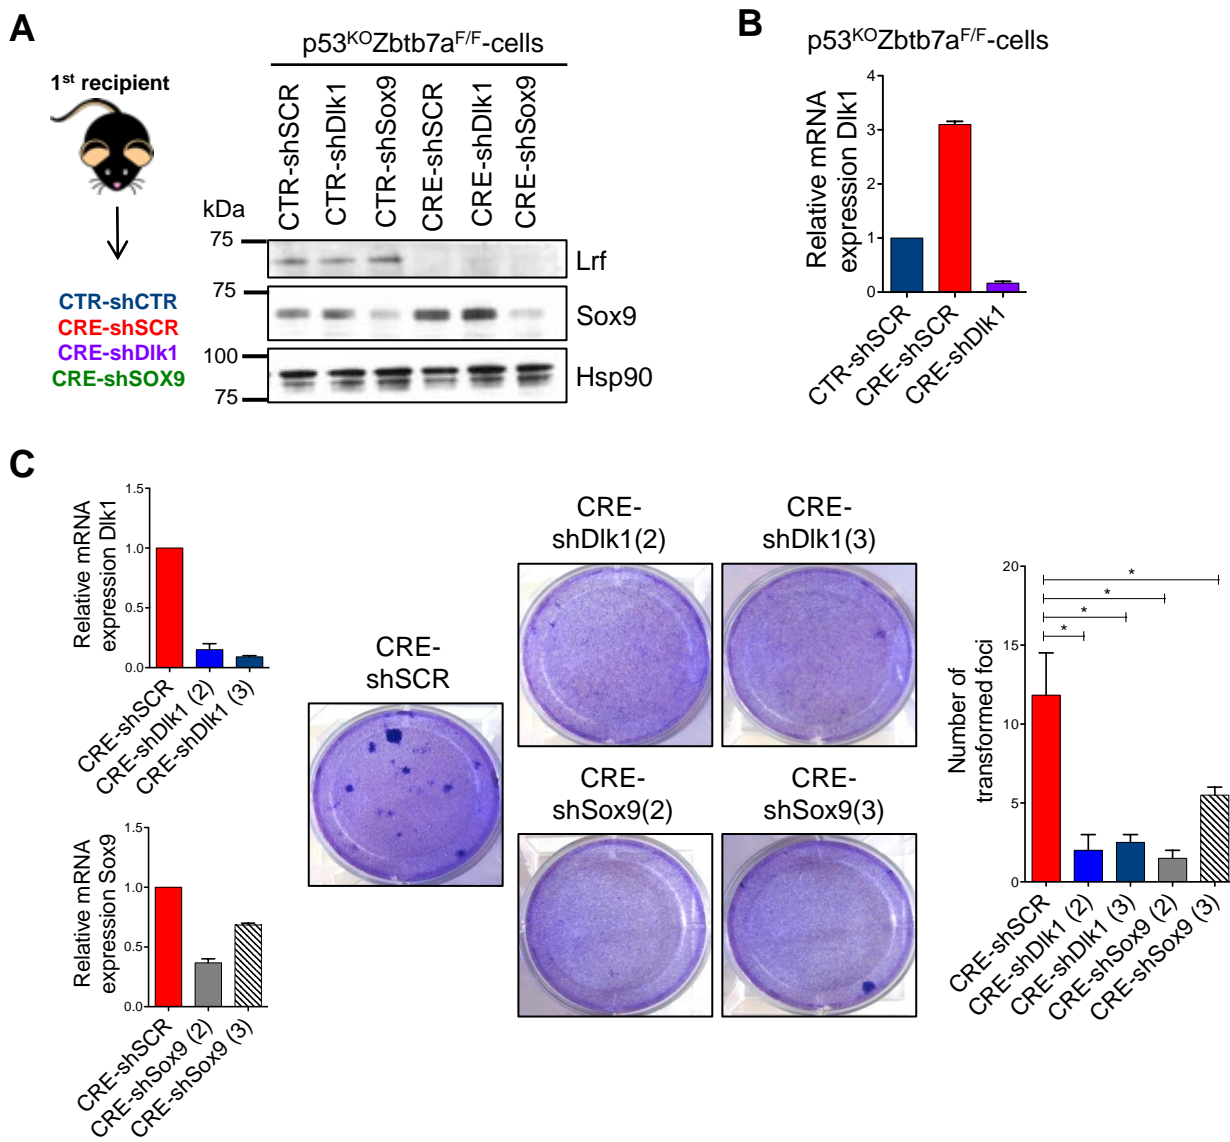 A
p53KOZbtb7aF/F-cells
1st recipient
CTR-shSCR
CTR-shDlk1
CTR-shSox9
CRE-shSCR
CRE-shDlk1
CRE-shSox9
kDa
75
Lrf
75
Sox9
100
Hsp90
75
CTR-shCTR
CRE-shSCR
CRE-shDlk1
CRE-shSOX9
B
p53KOZbtb7aF/F-cells
Relative mRNA
expression Dlk1
4
3
2
1
0
CTR-shSCR
CRE-shSCR
CRE-shDlk1
C
Relative mRNA
expression Dlk1
1.5
1.0
0.5
0.0
CRE-shSCR
CRE-shDlk1 (2)
CRE-shDlk1 (3)
Relative mRNA
expression Sox9
1.5
1.0
0.5
0.0
CRE-shSCR
CRE-shSox9 (2)
CRE-shSox9 (3)
CRE-
shSCR
CRE-
shDlk1(2)
CRE-
shDlk1(3)
CRE-
shSox9(2)
CRE-
shSox9(3)
Number of
transformed foci
20
15
10
5
0
*
*
*
*
CRE-shSCR
CRE-shDlk1 (2)
CRE-shDlk1 (3)
CRE-shSox9 (2)
CRE-shSox9 (3)